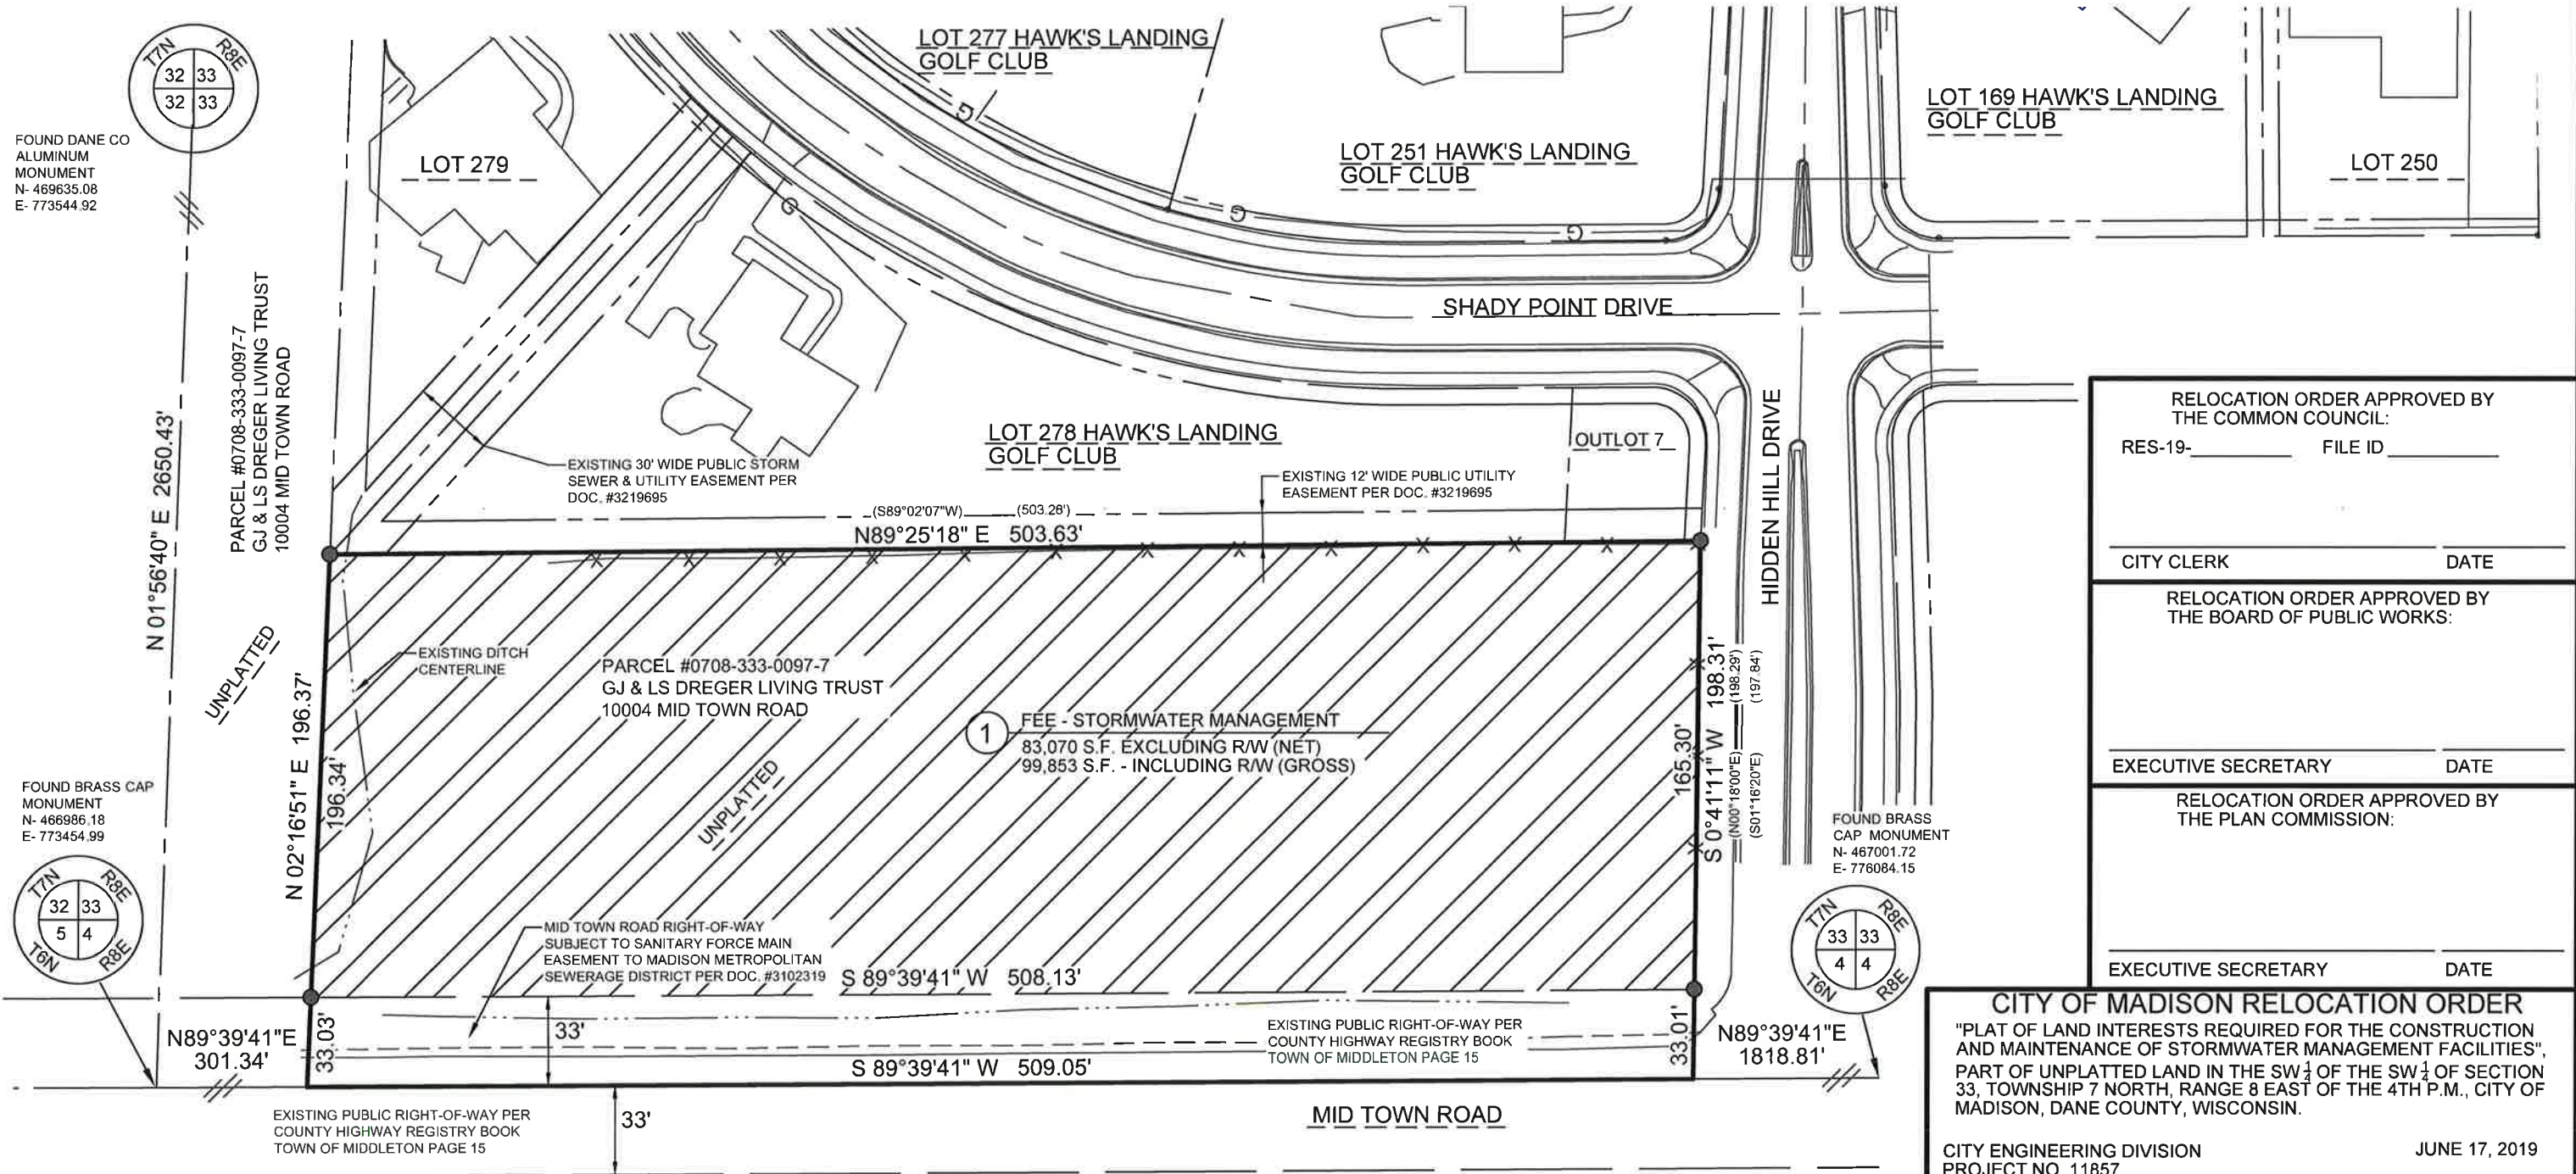 T7N
R8E
32 33
32 33
FOUND DANE CO
ALUMINUM
MONUMENT
N- 469635.08
E- 773544.92
N 01°56'40" E 2650.43'
PARCEL #0708-333-0097-7
GJ & LS DREGER LIVING TRUST
10004 MID TOWN ROAD
UNPLATTED
LOT 279
LOT 277 HAWK'S LANDING
GOLF CLUB
G
LOT 251 HAWK'S LANDING
GOLF CLUB
G
G
G
LOT 169 HAWK'S LANDING
GOLF CLUB
LOT 250
SHADY POINT DRIVE
HIDDEN HILL DRIVE
LOT 278 HAWK'S LANDING
GOLF CLUB
OUTLOT 7
EXISTING 30' WIDE PUBLIC STORM
SEWER & UTILITY EASEMENT PER
DOC. #3219695
EXISTING 12' WIDE PUBLIC UTILITY
EASEMENT PER DOC. #3219695
(S89°02'07"W) (503.28')
N89°25'18" E 503.63'
EXISTING DITCH
CENTERLINE
PARCEL #0708-333-0097-7
GJ & LS DREGER LIVING TRUST
10004 MID TOWN ROAD
1
FEE - STORMWATER MANAGEMENT
83,070 S.F. EXCLUDING R/W (NET)
99,853 S.F. - INCLUDING R/W (GROSS)
UNPLATTED
N 02°16'51" E 196.37'
196.34'
165.30'
S 0°41'11" W 198.31'
(N00°18'00"E) (198.29')
(S01°16'20"E) (197.84')
FOUND BRASS CAP
MONUMENT
N- 466986.18
E- 773454.99
T7N
R8E
32 33
5 4
T6N
R8E
FOUND BRASS
CAP MONUMENT
N- 467001.72
E- 776084.15
T7N
R8E
33 33
4 4
T6N
R8E
MID TOWN ROAD RIGHT-OF-WAY
SUBJECT TO SANITARY FORCE MAIN
EASEMENT TO MADISON METROPOLITAN
SEWERAGE DISTRICT PER DOC. #3102319
S 89°39'41" W 508.13'
N89°39'41"E
301.34'
33.03'
33'
EXISTING PUBLIC RIGHT-OF-WAY PER
COUNTY HIGHWAY REGISTRY BOOK
TOWN OF MIDDLETON PAGE 15
33.01'
N89°39'41"E
1818.81'
S 89°39'41" W 509.05'
EXISTING PUBLIC RIGHT-OF-WAY PER
COUNTY HIGHWAY REGISTRY BOOK
TOWN OF MIDDLETON PAGE 15
33'
MID TOWN ROAD
RELOCATION ORDER APPROVED BY
THE COMMON COUNCIL:
RES-19-__________ FILE ID __________
CITY CLERK DATE
RELOCATION ORDER APPROVED BY
THE BOARD OF PUBLIC WORKS:
EXECUTIVE SECRETARY DATE
RELOCATION ORDER APPROVED BY
THE PLAN COMMISSION:
EXECUTIVE SECRETARY DATE
CITY OF MADISON RELOCATION ORDER
"PLAT OF LAND INTERESTS REQUIRED FOR THE CONSTRUCTION
AND MAINTENANCE OF STORMWATER MANAGEMENT FACILITIES",
PART OF UNPLATTED LAND IN THE SW 1/4 OF THE SW 1/4 OF SECTION
33, TOWNSHIP 7 NORTH, RANGE 8 EAST OF THE 4TH P.M., CITY OF
MADISON, DANE COUNTY, WISCONSIN.
CITY ENGINEERING DIVISION JUNE 17, 2019
PROJECT NO. 11857